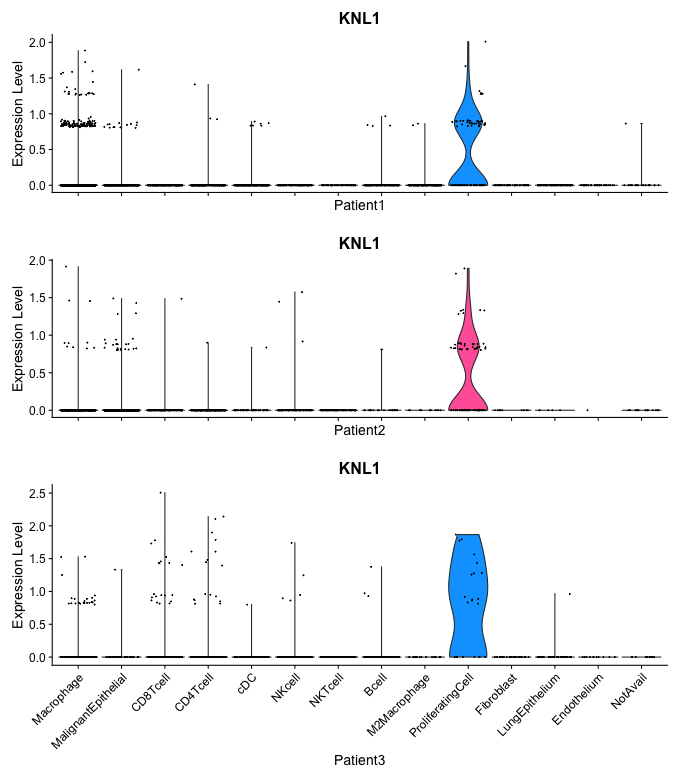 KNL1
Expression Level
2.0
1.5
1.0
0.5
0.0
Patient1
KNL1
Expression Level
2.0
1.5
1.0
0.5
0.0
Patient2
KNL1
Expression Level
2.5
2.0
1.5
1.0
0.5
0.0
Macrophage
MalignantEpithelial
CD8Tcell
CD4Tcell
cDC
NKcell
NKTcell
Bcell
M2Macrophage
ProliferatingCell
Fibroblast
LungEpithelium
Endothelium
NotAvail
Patient3